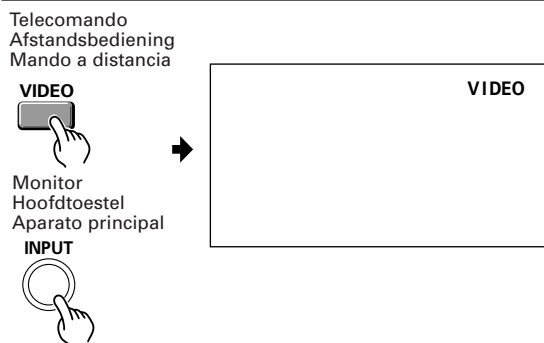 Telecomando
Afstandsbediening
Mando a distancia
VIDEO
VIDEO
Monitor
Hoofdtoestel
Aparato principal
INPUT